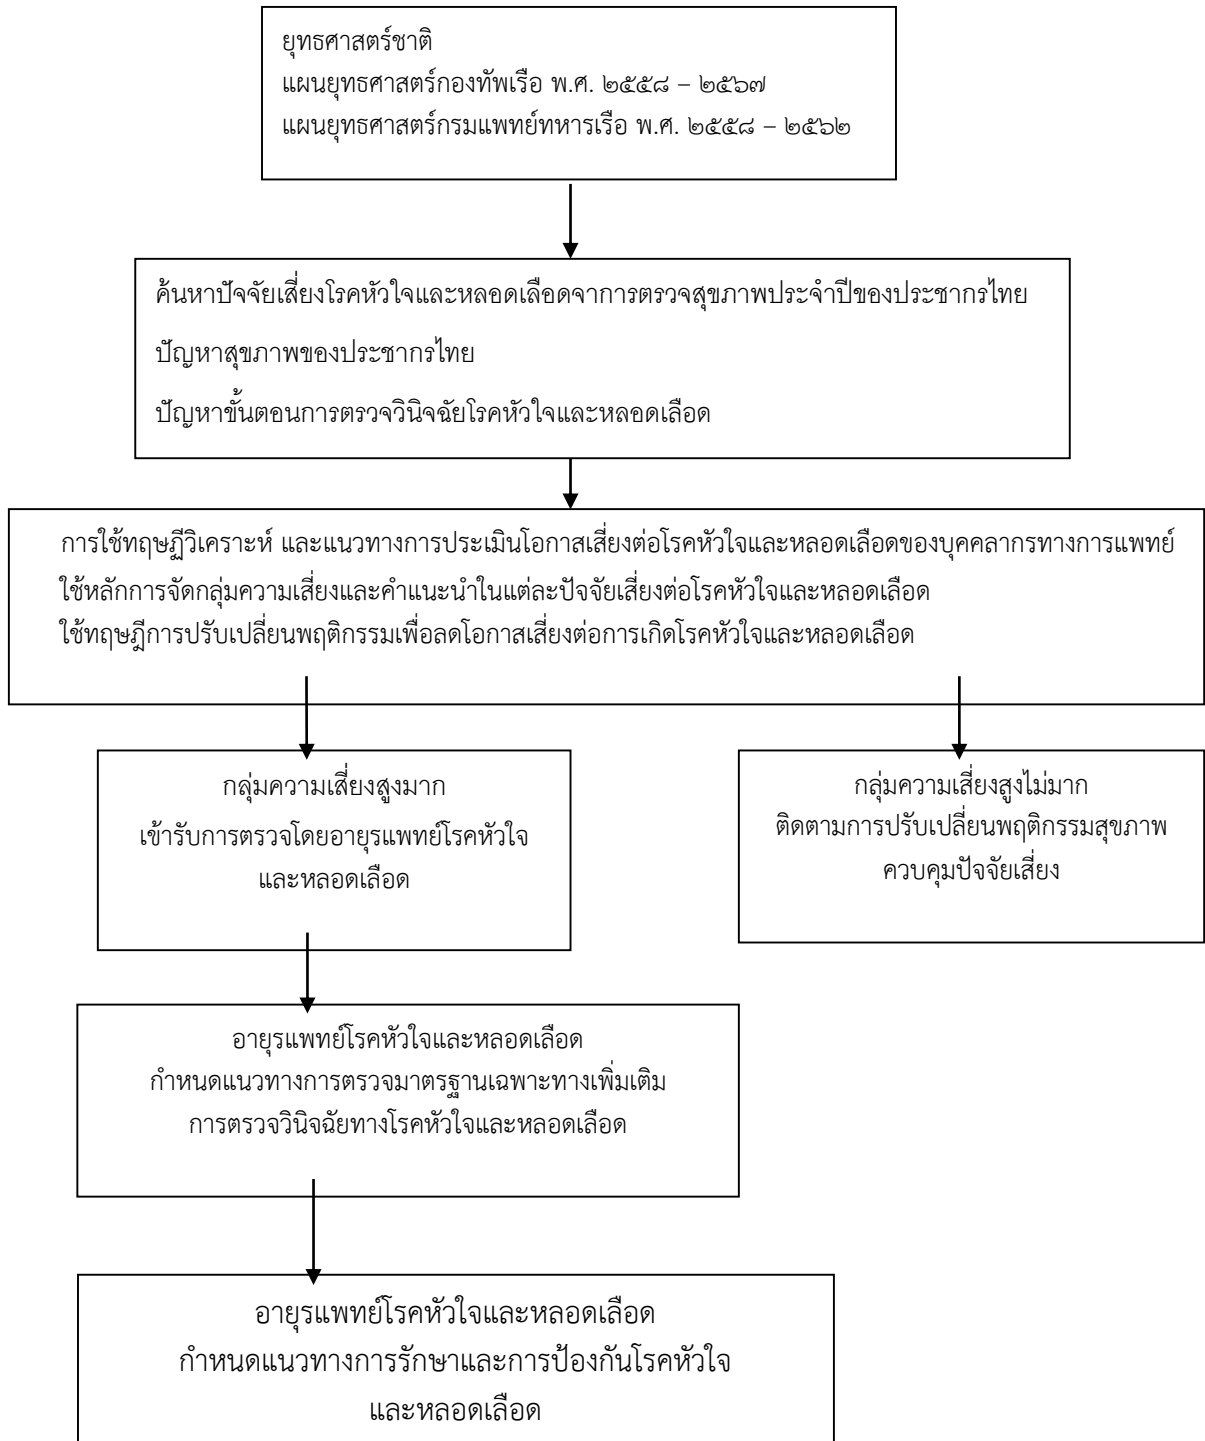 ยุทธศาสตร์ชาติ
แผนยุทธศาสตร์กองทัพเรือ พ.ศ. ๒๕๕๘ – ๒๕๖๗
แผนยุทธศาสตร์กรมแพทย์ทหารเรือ พ.ศ. ๒๕๕๘ – ๒๕๖๒
ค้นหาปัจจัยเสี่ยงโรคหัวใจและหลอดเลือดจาการตรวจสุขภาพประจำปีของประชากรไทย
ปัญหาสุขภาพของประชากรไทย
ปัญหาขั้นตอนการตรวจวินิจฉัยโรคหัวใจและหลอดเลือด
การใช้ทฤษฏีวิเคราะห์ และแนวทางการประเมินโอกาสเสี่ยงต่อโรคหัวใจและหลอดเลือดของบุคคลากรทางการแพทย์
ใช้หลักการจัดกลุ่มความเสี่ยงและคำแนะนำในแต่ละปัจจัยเสี่ยงต่อโรคหัวใจและหลอดเลือด
ใช้ทฤษฎีการปรับเปลี่ยนพฤติกรรมเพื่อลดโอกาสเสี่ยงต่อการเกิดโรคหัวใจและหลอดเลือด
กลุ่มความเสี่ยงสูงมาก
เข้ารับการตรวจโดยอายุรแพทย์โรคหัวใจ
และหลอดเลือด
กลุ่มความเสี่ยงสูงไม่มาก
ติดตามการปรับเปลี่ยนพฤติกรรมสุขภาพ
ควบคุมปัจจัยเสี่ยง
อายุรแพทย์โรคหัวใจและหลอดเลือด
กำหนดแนวทางการตรวจมาตรฐานเฉพาะทางเพิ่มเติม
การตรวจวินิจฉัยทางโรคหัวใจและหลอดเลือด
อายุรแพทย์โรคหัวใจและหลอดเลือด
กำหนดแนวทางการรักษาและการป้องกันโรคหัวใจ
และหลอดเลือด